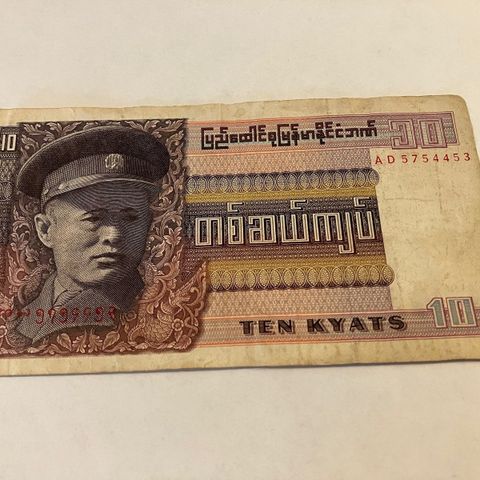 10
ပြည်ထောင်စုမြန်မာနိုင်ငံဘဏ်
၁၀
AD 5754453
တစ်ဆယ်ကျပ်
TEN KYATS
10